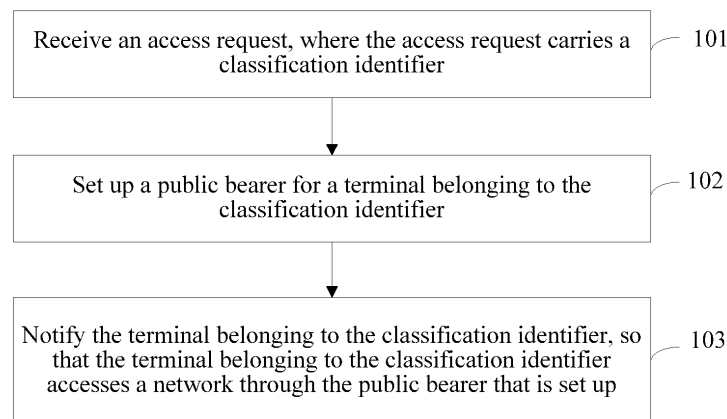 Receive an access request, where the access request carries a
classification identifier
101
Set up a public bearer for a terminal belonging to the
classification identifier
102
Notify the terminal belonging to the classification identifier, so
that the terminal belonging to the classification identifier
accesses a network through the public bearer that is set up
103